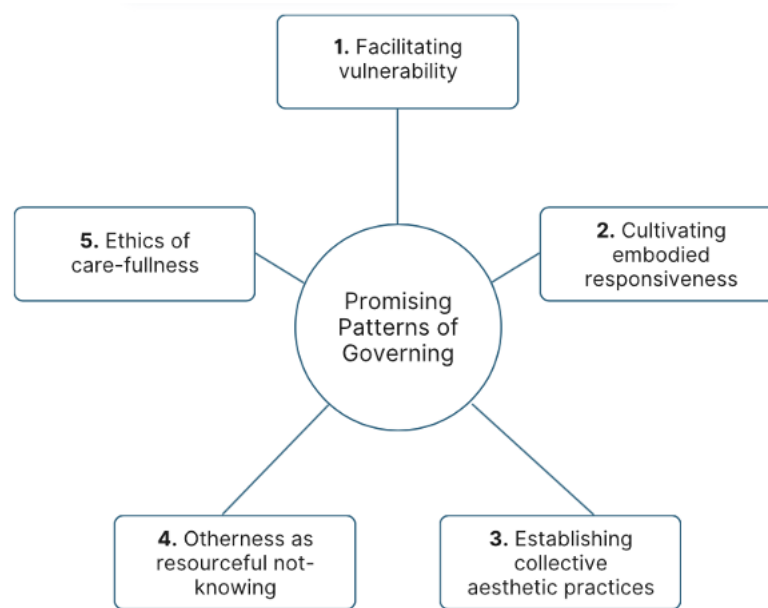 1. Facilitating
vulnerability
2. Cultivating
embodied
responsiveness
3. Establishing
collective
aesthetic practices
4. Otherness as
resourceful not-
knowing
5. Ethics of
care-fullness
Promising
Patterns of
Governing